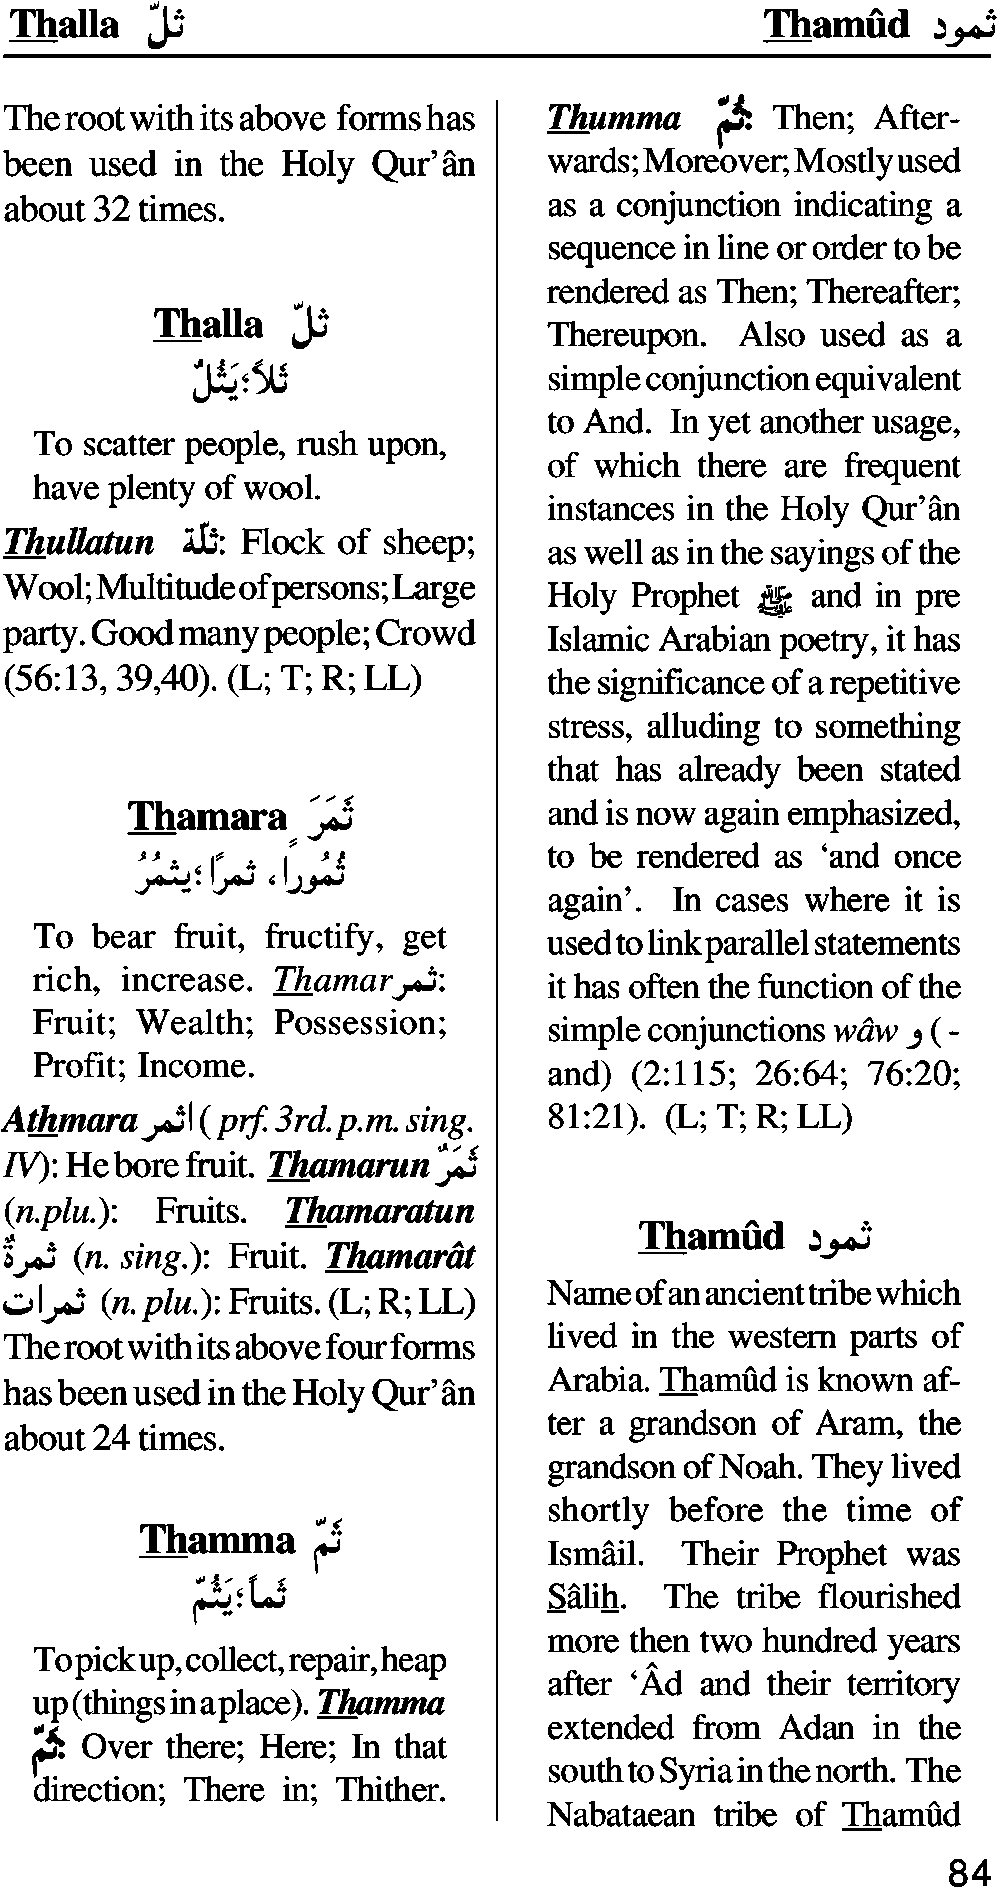 Thalla ثلّ
Thamûd ثمود
The root with its above forms has
been used in the Holy Qur’ân
about 32 times.
Thalla ثلّ
ثَلاً؛يَثُلّ
To scatter people, rush upon,
have plenty of wool.
Thullatun ثلّة: Flock of sheep;
Wool; Multitude of persons; Large
party. Good many people; Crowd
(56:13, 39,40). (L; T; R; LL)
Thamara ثَمَرَ
ثُمُوراً، ثمراً؛يثمُرُ
To bear fruit, fructify, get
rich, increase. Thamar ثمر:
Fruit; Wealth; Possession;
Profit; Income.
Athmara اثمر ( prf. 3rd. p.m. sing.
IV): He bore fruit. Thamarun ثَمَرٌ
(n.plu.): Fruits. Thamaratun
ثمرةٌ (n. sing.): Fruit. Thamarât
ثمرات (n. plu.): Fruits. (L; R; LL)
The root with its above four forms
has been used in the Holy Qur’ân
about 24 times.
Thamma ثَمّ
ثَماً؛يَثُمّ
To pick up, collect, repair, heap
up (things in a place). Thamma
ثَمّ: Over there; Here; In that
direction; There in; Thither.
Thumma ثُمّ: Then; After-
wards; Moreover; Mostly used
as a conjunction indicating a
sequence in line or order to be
rendered as Then; Thereafter;
Thereupon. Also used as a
simple conjunction equivalent
to And. In yet another usage,
of which there are frequent
instances in the Holy Qur’ân
as well as in the sayings of the
Holy Prophet ﷺ and in pre
Islamic Arabian poetry, it has
the significance of a repetitive
stress, alluding to something
that has already been stated
and is now again emphasized,
to be rendered as ‘and once
again’. In cases where it is
used to link parallel statements
it has often the function of the
simple conjunctions wâw و ( -
and) (2:115; 26:64; 76:20;
81:21). (L; T; R; LL)
Thamûd ثمود
Name of an ancient tribe which
lived in the western parts of
Arabia. Thamûd is known af-
ter a grandson of Aram, the
grandson of Noah. They lived
shortly before the time of
Ismâil. Their Prophet was
Sâlih. The tribe flourished
more then two hundred years
after ‘Âd and their territory
extended from Adan in the
south to Syria in the north. The
Nabataean tribe of Thamûd
84